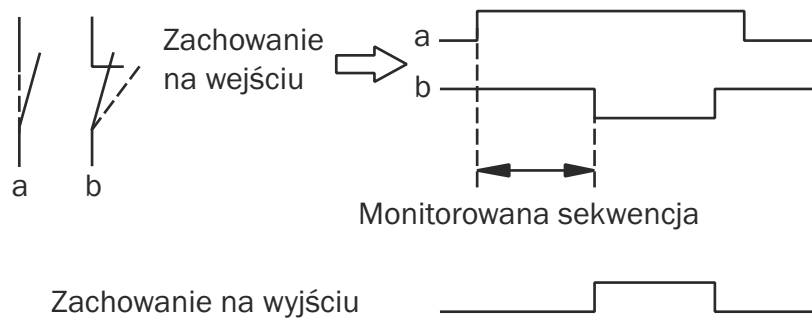 Zachowanie
na wejściu
a
b
a
b
Monitorowana sekwencja
Zachowanie na wyjściu